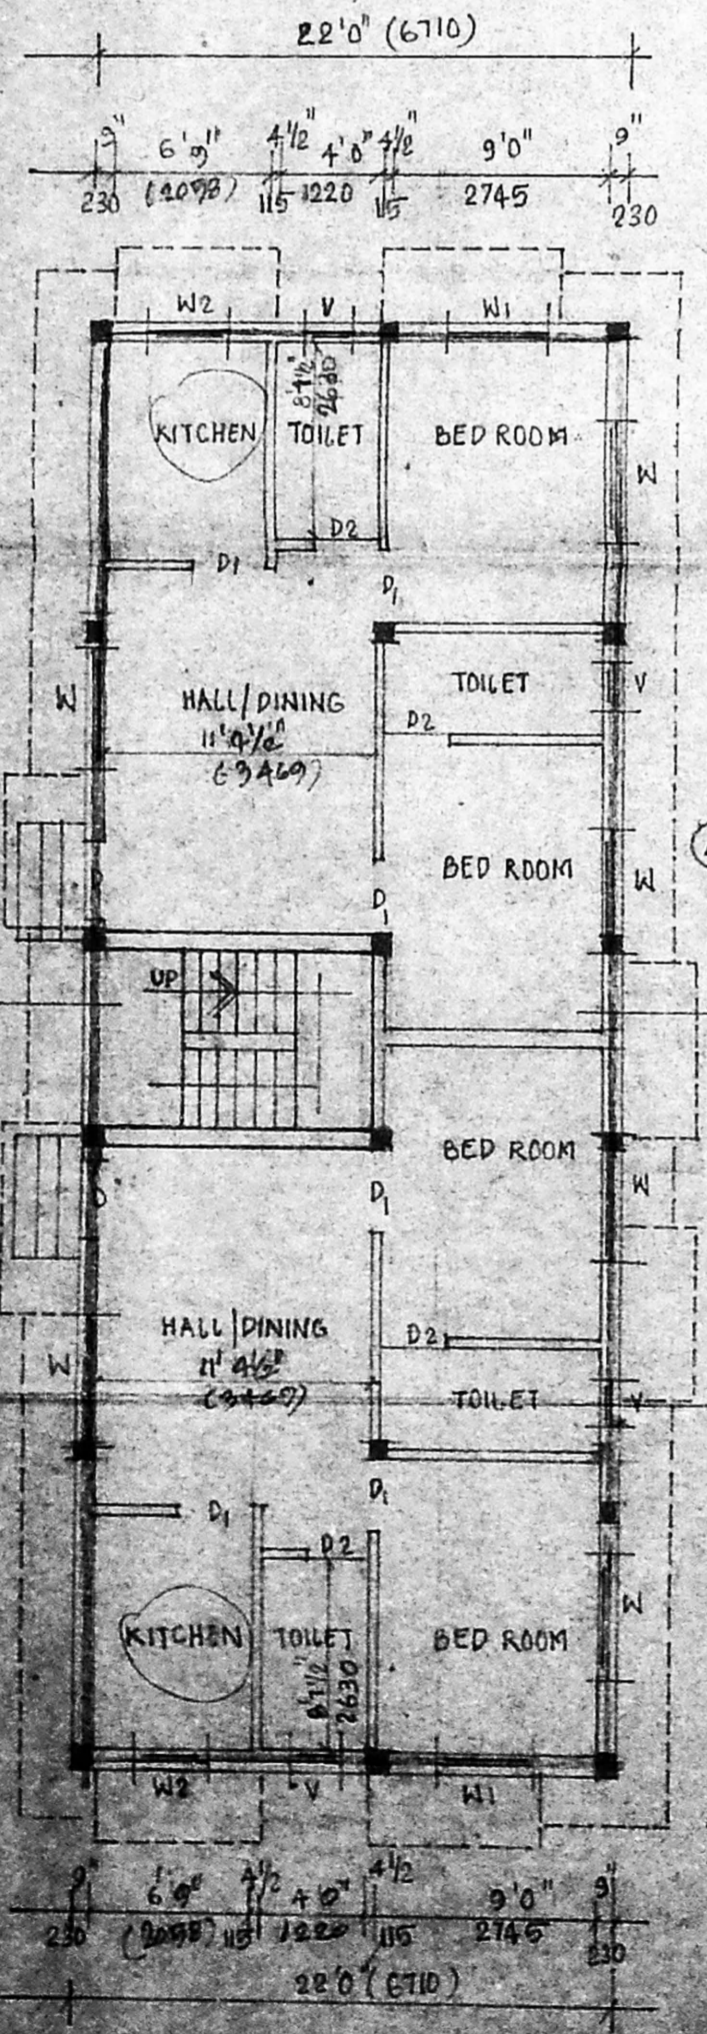 22'0" (6710)
9" 6'9" 4½" 4'0" 4½" 9'0" 9"
230 (2058) 115 1220 115 2745 230
W2 V W1
8'7½"
2630
KITCHEN TOILET BED ROOM
W
D2
D1
D1
TOILET V
W HALL/DINING
D2
11'4½"
(3469)
BED ROOM W
D1
UP
BED ROOM
W
D1
HALL/DINING
D2
W 11'4½"
(3469)
TOILET V
D1
D1
D2
W
KITCHEN TOILET BED ROOM
8'7½"
2630
W2 V W1
9" 6'9" 4½ 4'0" 4½ 9'0" 9"
230 (2058) 115 1220 115 2745 230
22'0" (6710)